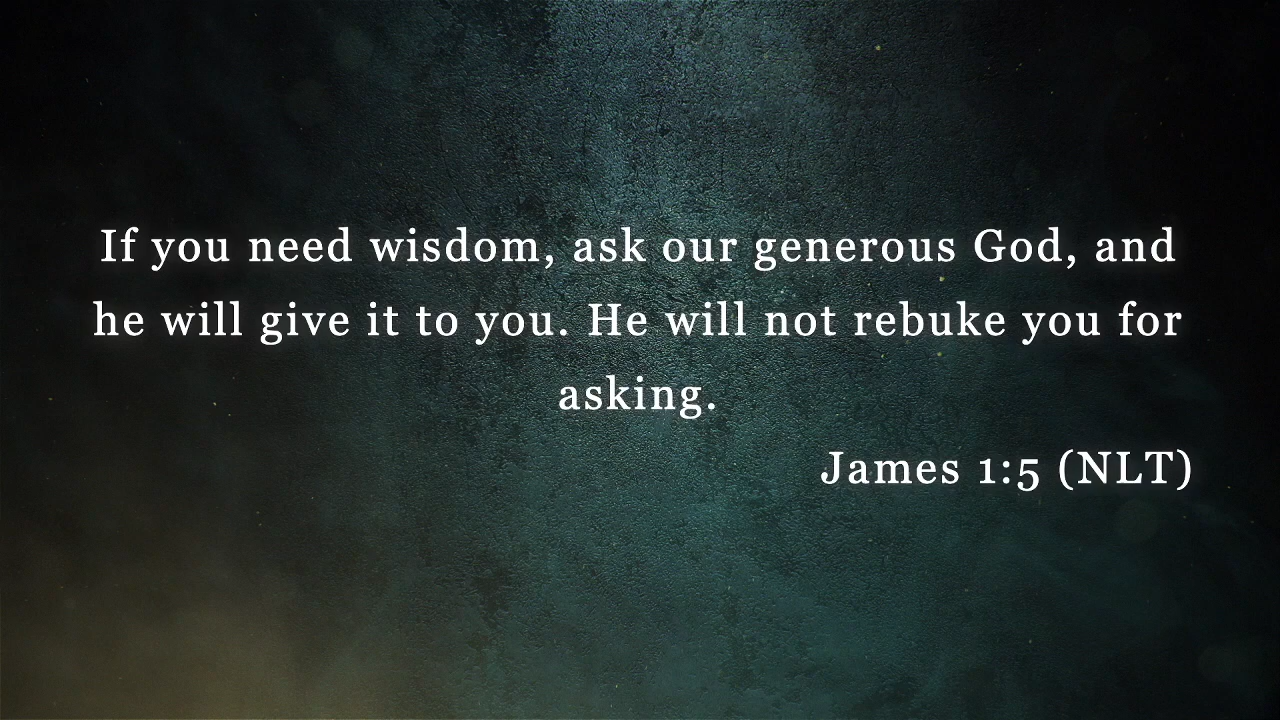 If you need wisdom, ask our generous God, and
he will give it to you. He will not rebuke you for
asking.
James 1:5 (NLT)